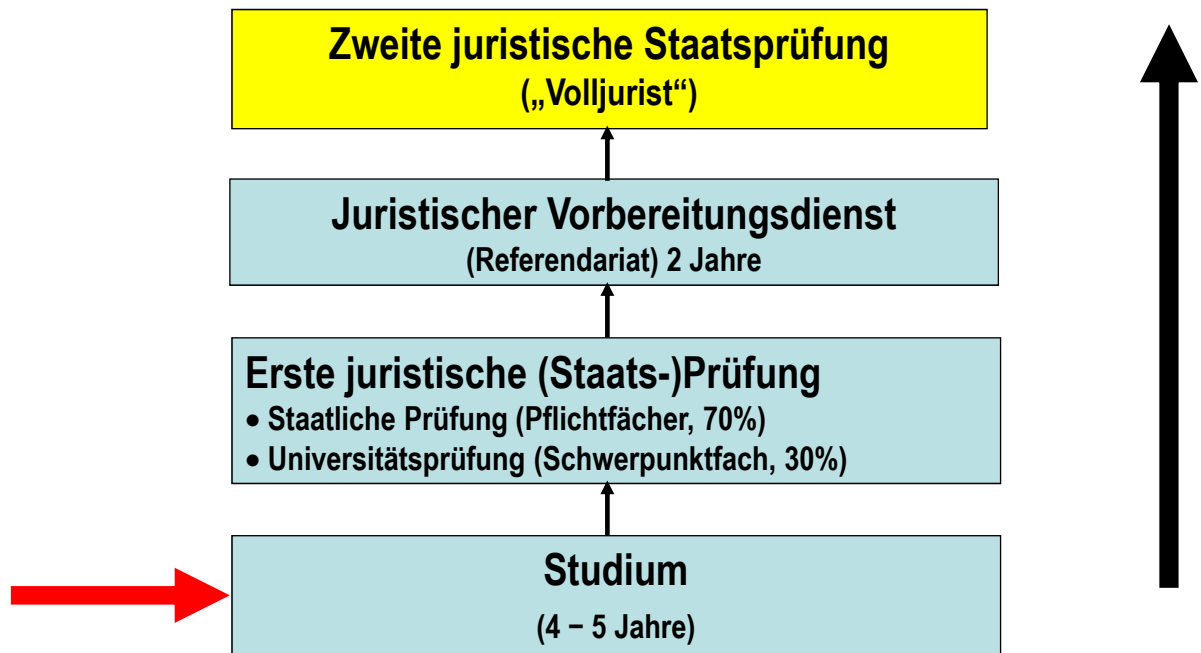 Zweite juristische Staatsprüfung
(„Volljurist“)
Juristischer Vorbereitungsdienst
(Referendariat) 2 Jahre
Erste juristische (Staats-)Prüfung
• Staatliche Prüfung (Pflichtfächer, 70%)
• Universitätsprüfung (Schwerpunktfach, 30%)
Studium
(4 – 5 Jahre)